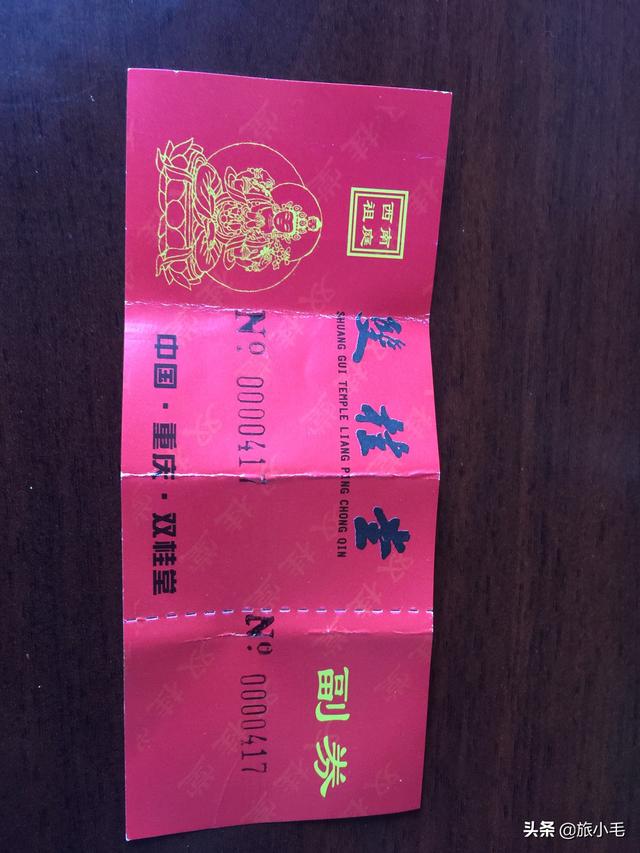 西南
祖庭
雙桂堂
SHUANG GUI TEMPLE LIANG PING CHONG QIN
Nº 0000417
中国·重庆·双桂堂
副券
Nº 0000417
头条 @旅小毛